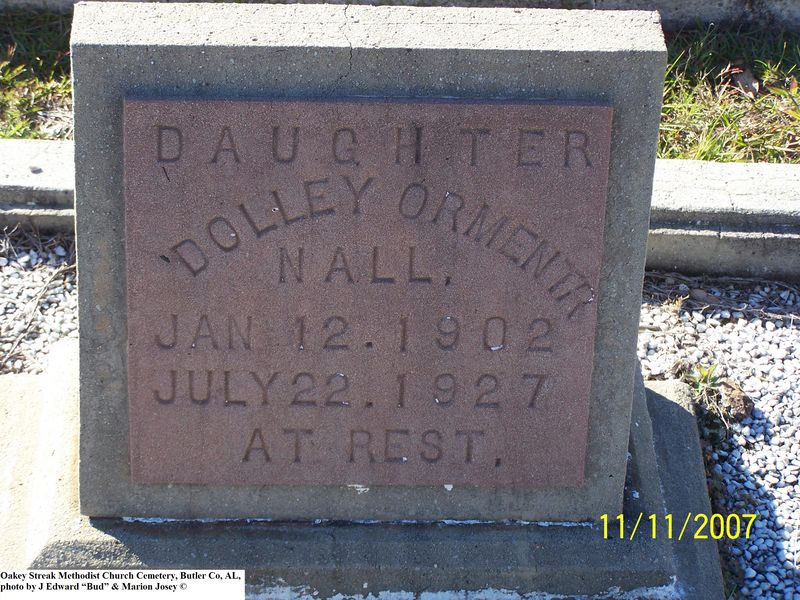 DAUGHTER
DOLLEY ORMENTH
NALL.
JAN 12. 1902
JULY 22. 1927
AT REST.
11/11/2007
Oakey Streak Methodist Church Cemetery, Butler Co, AL,
photo by J Edward “Bud” & Marion Josey ©